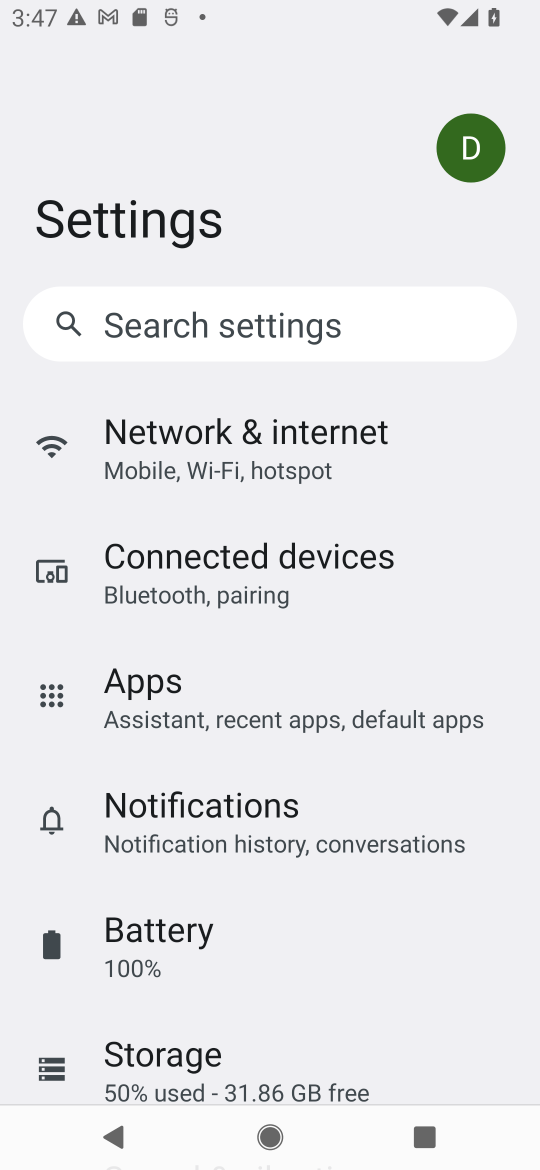 3:47
D
Settings
Search settings
Network & internet
Mobile, Wi-Fi, hotspot
Connected devices
Bluetooth, pairing
Apps
Assistant, recent apps, default apps
Notifications
Notification history, conversations
Battery
100%
Storage
50% used - 31.86 GB free